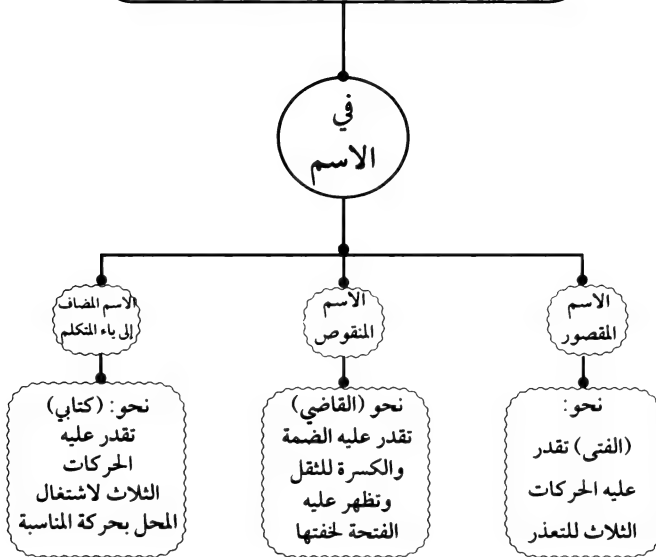 في
الاسم
الاسم
المقصور
الاسم
المنقوص
الاسم المضاف
إلى ياء المتكلم
نحو:
(الفتى) تقدر
عليه الحركات
الثلاث للتعذر
نحو (القاضي)
تقدر عليه الضمة
والكسرة للثقل
وتظهر عليه
الفتحة لخفتها
نحو: (كتابي)
تقدر عليه
الحركات
الثلاث لاشتغال
المحل بحركة المناسبة